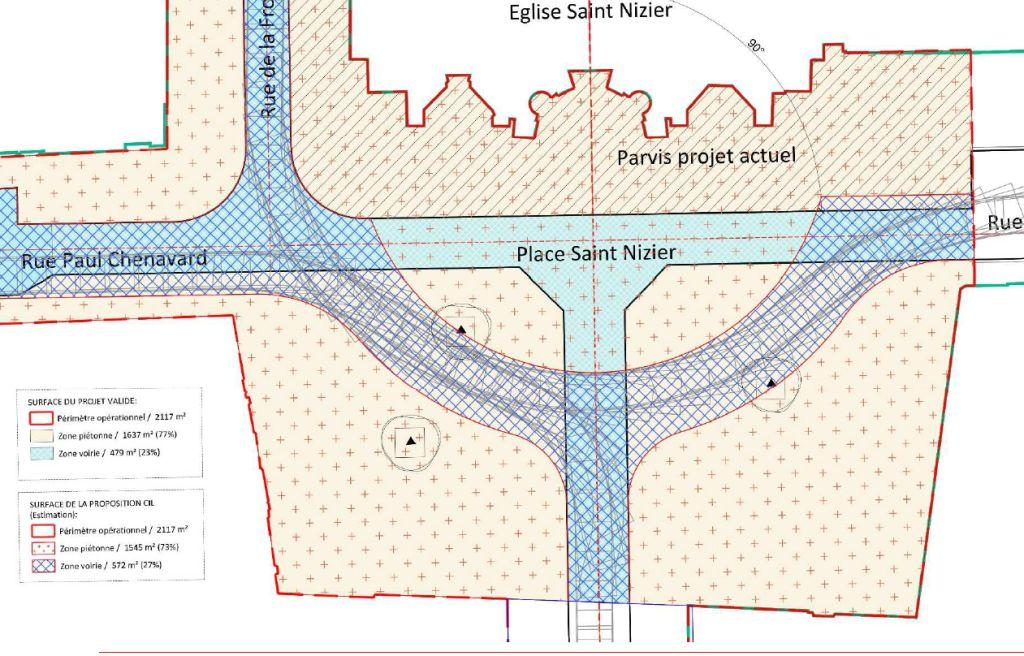 Eglise Saint Nizier
90°
Rue de la Fro
Parvis projet actuel
Place Saint Nizier
Rue
Rue Paul Chenavard
SURFACE DU PROJET VALIDE:
Périmètre opérationnel / 2117 m²
Zone piétonne / 1637 m² (77%)
Zone voirie / 479 m² (23%)
SURFACE DE LA PROPOSITION CIL
(Estimation):
Périmètre opérationnel / 2117 m²
Zone piétonne / 1545 m² (73%)
Zone voirie / 572 m² (27%)